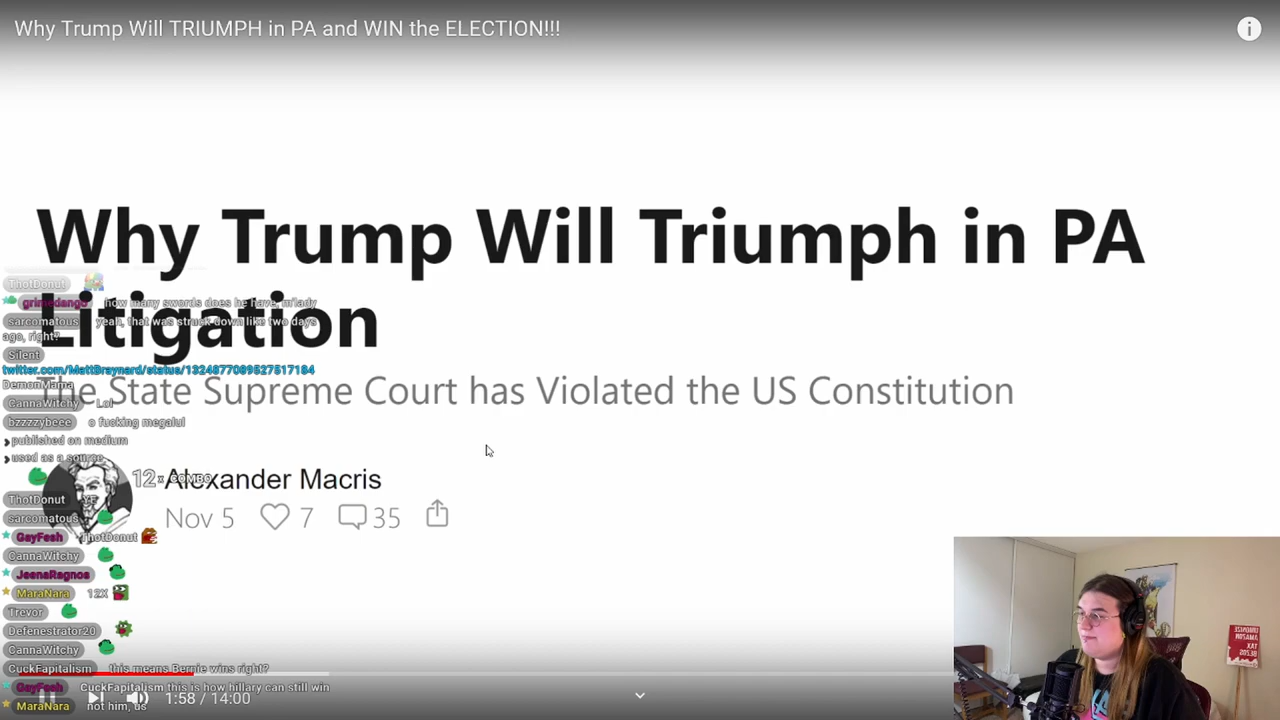 Why Trump Will TRIUMPH in PA and WIN the ELECTION!!!
Why Trump Will Triumph in PA
Litigation
The State Supreme Court has Violated the US Constitution
Alexander Macris
Nov 5
7
35
ThotDonut
grimedango how many swords does he have, m'lady
sarcomatous yeah, that was struck down like two days
ago, right?
Silent
twitter.com/MattBraynard/status/1324877089527517184
DemonMama
CannaWitchy Lol
bzzzzybeee o fucking megalul
published on medium
used as a source
12x COMBO
ThotDonut YE
sarcomatous
GayFesh ThotDonut
CannaWitchy
JeenaRagnos
MaraNara 12X
Trevor
Defenestrator20
CannaWitchy
CuckFapitalism this means Bernie wins right?
GayFesh CuckFapitalism this is how hillary can still win
MaraNara not him, us
1:58 / 14:00